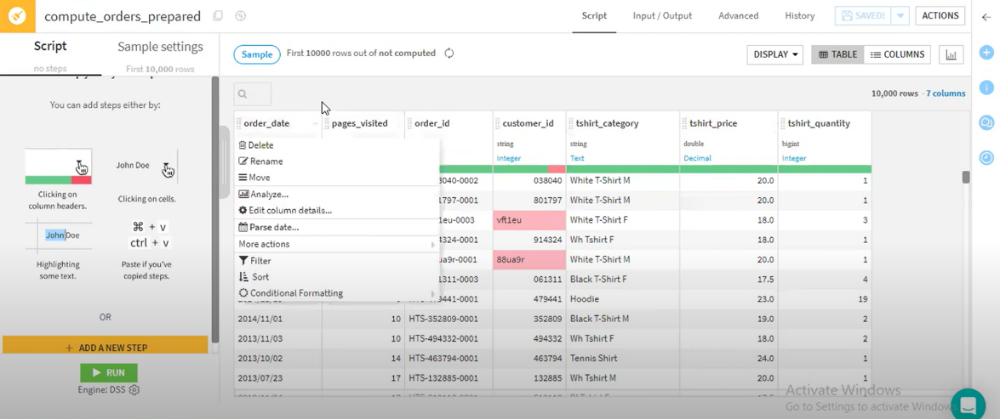 compute_orders_prepared
Script
Input / Output
Advanced
History
SAVED!
ACTIONS
Script
no steps
Sample settings
First 10,000 rows
Sample
First 10000 rows out of not computed
DISPLAY
TABLE
COLUMNS
You can add steps either by:
John Doe
Clicking on
column headers.
Clicking on cells.
John Doe
⌘ + v
ctrl + v
Highlighting
some text.
Paste if you've
copied steps.
OR
+ ADD A NEW STEP
RUN
Engine: DSS
10,000 rows - 7 columns
order_date pages_visited order_id customer_id tshirt_category tshirt_price tshirt_quantity
string string double bigint
Integer Text Decimal Integer
Delete
Rename
Move
Analyze...
Edit column details...
Parse date...
More actions
Filter
Sort
Conditional Formatting
3040-0002 038040 White T-Shirt M 20.0 1
1797-0001 801797 White T-Shirt M 20.0 1
1eu-0003 vft1eu White T-Shirt F 18.0 3
4324-0001 914324 Wh Tshirt F 18.0 1
ua9r-0001 88ua9r White T-Shirt M 20.0 1
1311-0003 061311 Black T-Shirt F 17.5 4
9441-0001 479441 Hoodie 23.0 19
2014/11/01 10 HTS-352809-0001 352809 Black T-Shirt M 19.0 2
2013/11/03 10 HTS-494332-0001 494332 Wh Tshirt F 18.0 2
2013/10/02 14 HTS-463794-0001 463794 Tennis Shirt 24.0 1
2013/07/23 17 HTS-132885-0001 132885 Wh Tshirt M 20.0 1
Activate Windows
Go to Settings to activate Windows.